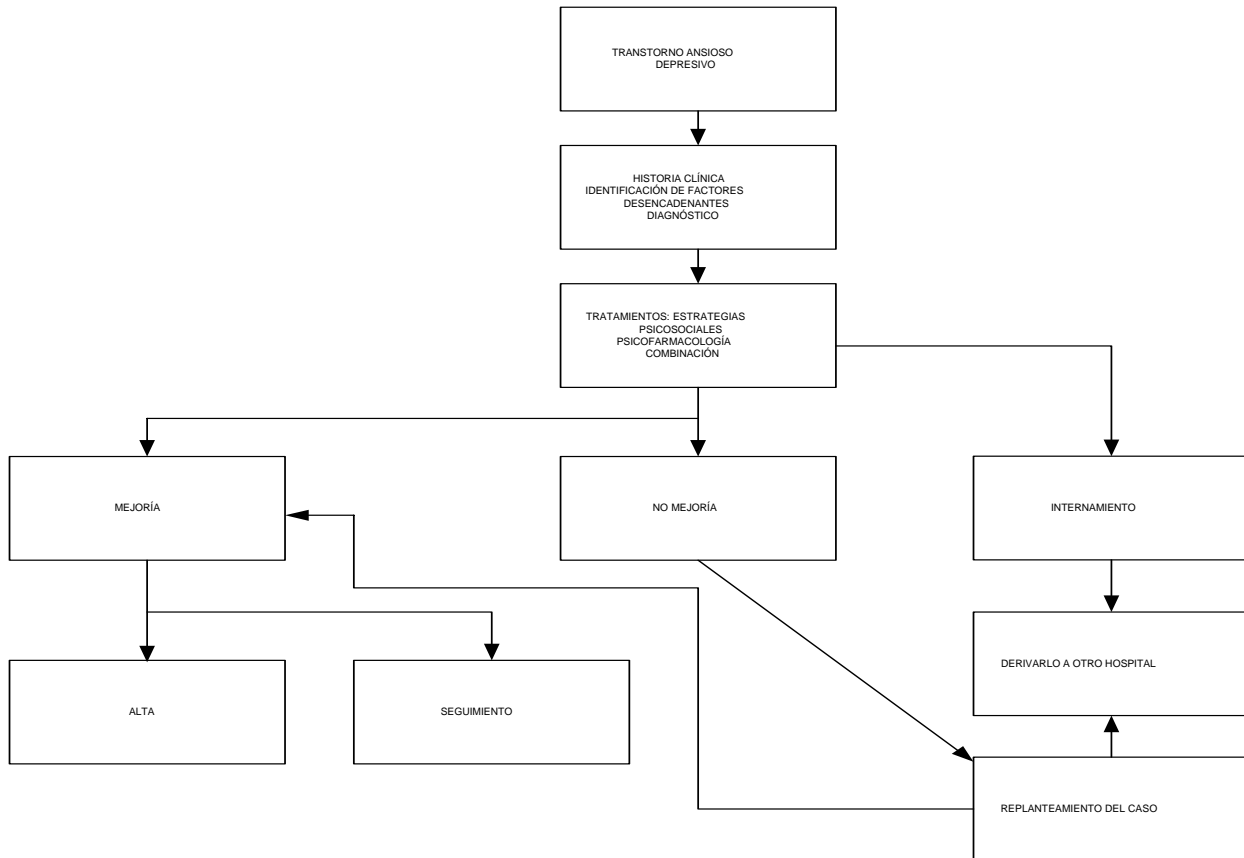 TRANSTORNO ANSIOSO
DEPRESIVO
HISTORIA CLÍNICA
IDENTIFICACIÓN DE FACTORES
DESENCADENANTES
DIAGNÓSTICO
TRATAMIENTOS: ESTRATEGIAS
PSICOSOCIALES
PSICOFARMACOLOGÍA
COMBINACIÓN
MEJORÍA
NO MEJORÍA
INTERNAMIENTO
DERIVARLO A OTRO HOSPITAL
ALTA
SEGUIMIENTO
REPLANTEAMIENTO DEL CASO